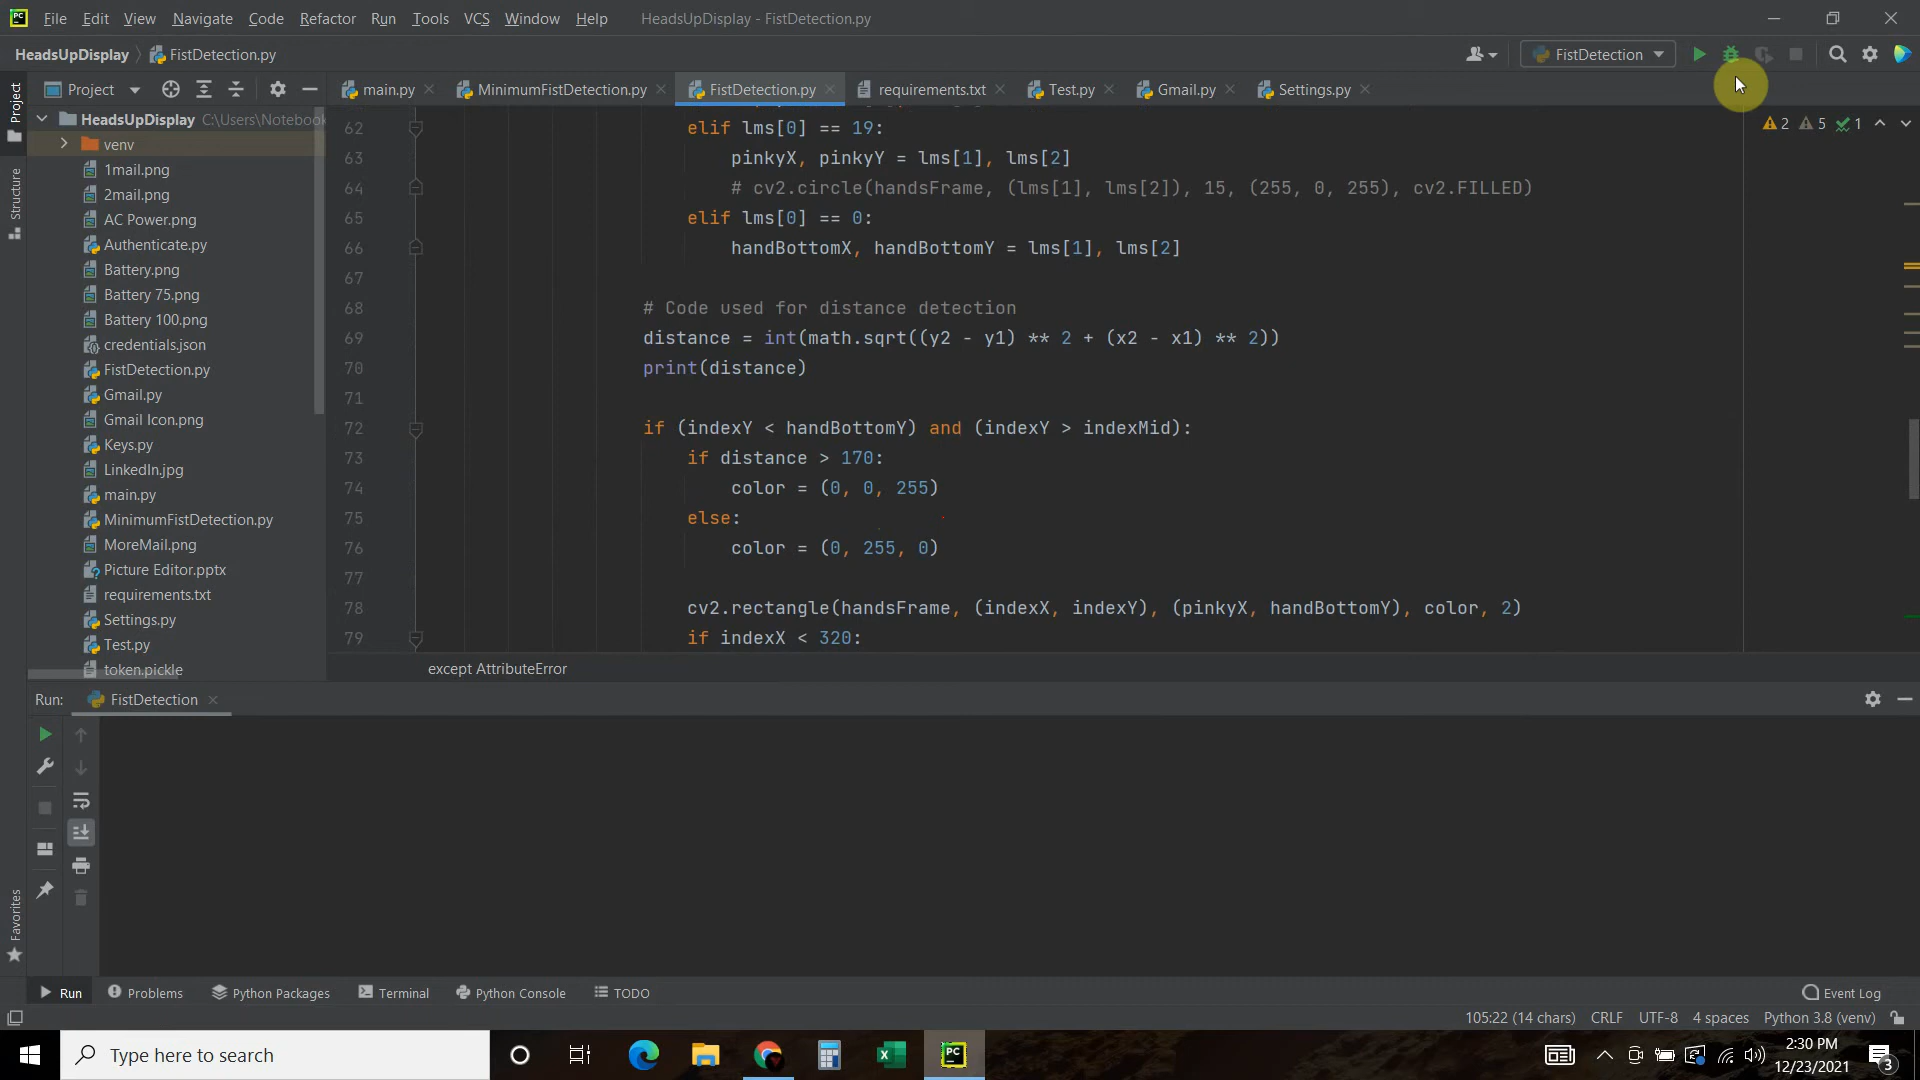 File Edit View Navigate Code Refactor Run Tools VCS Window Help HeadsUpDisplay - FistDetection.py
HeadsUpDisplay FistDetection.py FistDetection
Project main.py MinimumFistDetection.py FistDetection.py requirements.txt Test.py Gmail.py Settings.py
Project
Structure
Favorites
HeadsUpDisplay C:\Users\Notebook
venv
1mail.png
2mail.png
AC Power.png
Authenticate.py
Battery.png
Battery 75.png
Battery 100.png
credentials.json
FistDetection.py
Gmail.py
Gmail Icon.png
Keys.py
LinkedIn.jpg
main.py
MinimumFistDetection.py
MoreMail.png
Picture Editor.pptx
requirements.txt
Settings.py
Test.py
token.pickle
2 5 1
62 elif lms[0] == 19:
63 pinkyX, pinkyY = lms[1], lms[2]
64 # cv2.circle(handsFrame, (lms[1], lms[2]), 15, (255, 0, 255), cv2.FILLED)
65 elif lms[0] == 0:
66 handBottomX, handBottomY = lms[1], lms[2]
67
68 # Code used for distance detection
69 distance = int(math.sqrt((y2 - y1) ** 2 + (x2 - x1) ** 2))
70 print(distance)
71
72 if (indexY < handBottomY) and (indexY > indexMid):
73 if distance > 170:
74 color = (0, 0, 255)
75 else:
76 color = (0, 255, 0)
77
78 cv2.rectangle(handsFrame, (indexX, indexY), (pinkyX, handBottomY), color, 2)
79 if indexX < 320:
except AttributeError
Run: FistDetection
Run Problems Python Packages Terminal Python Console TODO Event Log
105:22 (14 chars) CRLF UTF-8 4 spaces Python 3.8 (venv)
Type here to search
2:30 PM
12/23/2021
3